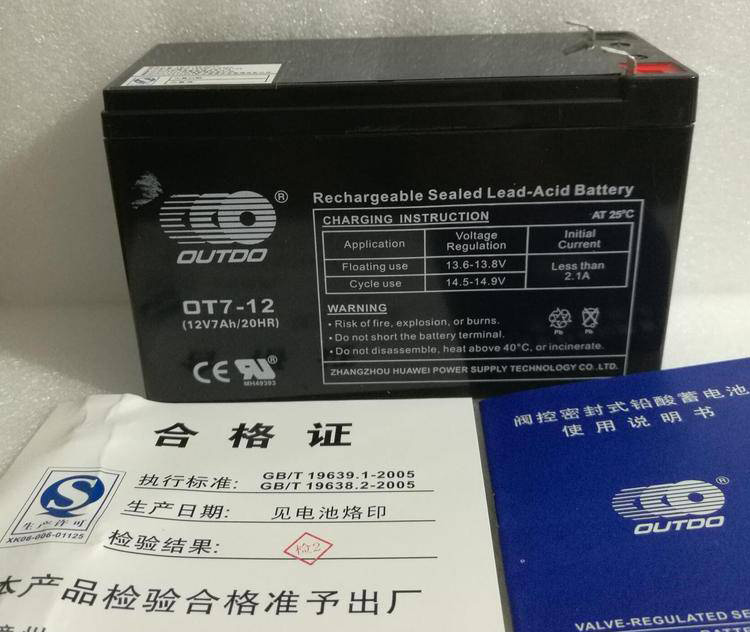 OUTDO
®
OT7-12
(12V7Ah/20HR)
CE
®
MH49393
Rechargeable Sealed Lead-Acid Battery
CHARGING INSTRUCTION AT 25°C
Application Voltage Regulation Initial Current
Floating use 13.6-13.8V Less than 2.1A
Cycle use 14.5-14.9V
WARNING
• Risk of fire, explosion, or burns.
• Do not short the battery terminal.
• Do not disassemble, heat above 40°C, or incinerate.
Pb Pb
ZHANGZHOU HUAWEI POWER SUPPLY TECHNOLOGY CO.,LTD.
合格证
执行标准: GB/T 19639.1-2005
GB/T 19638.2-2005
生产日期: 见电池烙印
检验结果: 检2
生产许可
XK06-006-01125
本产品检验合格准予出厂
漳州
阀控密封式铅酸蓄电池
使用说明书
®
OUTDO
VALVE-REGULATED SE